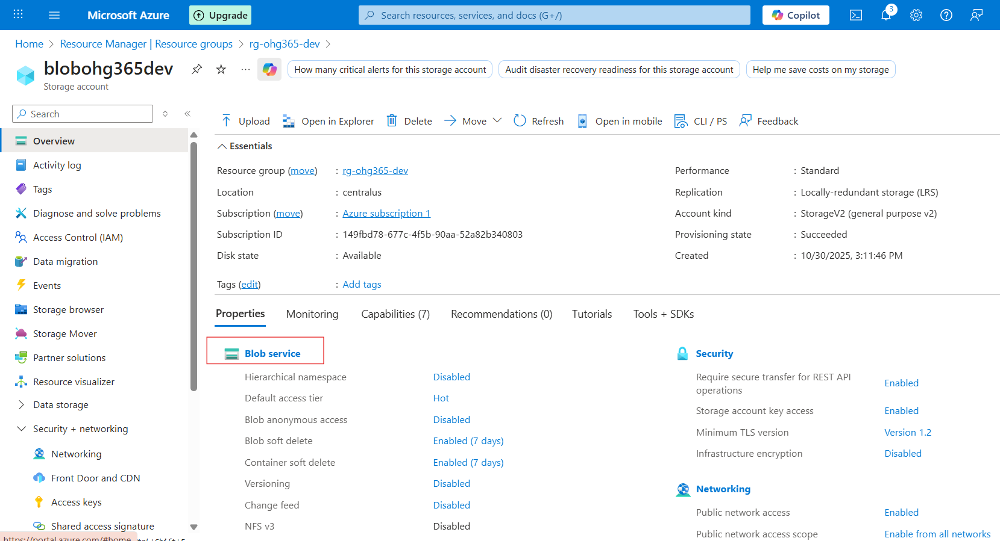 Microsoft Azure
Upgrade
Search resources, services, and docs (G+/)
Copilot
3
Home > Resource Manager | Resource groups > rg-ohg365-dev >
blobohg365dev
Storage account
How many critical alerts for this storage account
Audit disaster recovery readiness for this storage account
Help me save costs on my storage
Search
Overview
Activity log
Tags
Diagnose and solve problems
Access Control (IAM)
Data migration
Events
Storage browser
Storage Mover
Partner solutions
Resource visualizer
Data storage
Security + networking
Networking
Front Door and CDN
Access keys
Shared access signature
https://portal.azure.com/#home
Upload
Open in Explorer
Delete
Move
Refresh
Open in mobile
CLI / PS
Feedback
Essentials
Resource group (move) : rg-ohg365-dev
Location : centralus
Subscription (move) : Azure subscription 1
Subscription ID : 149fbd78-677c-4f5b-90aa-52a82b340803
Disk state : Available
Tags (edit) : Add tags
Performance : Standard
Replication : Locally-redundant storage (LRS)
Account kind : StorageV2 (general purpose v2)
Provisioning state : Succeeded
Created : 10/30/2025, 3:11:46 PM
Properties
Monitoring
Capabilities (7)
Recommendations (0)
Tutorials
Tools + SDKs
Blob service
Hierarchical namespace Disabled
Default access tier Hot
Blob anonymous access Disabled
Blob soft delete Enabled (7 days)
Container soft delete Enabled (7 days)
Versioning Disabled
Change feed Disabled
NFS v3 Disabled
Security
Require secure transfer for REST API
operations Enabled
Storage account key access Enabled
Minimum TLS version Version 1.2
Infrastructure encryption Disabled
Networking
Public network access Enabled
Public network access scope Enable from all networks